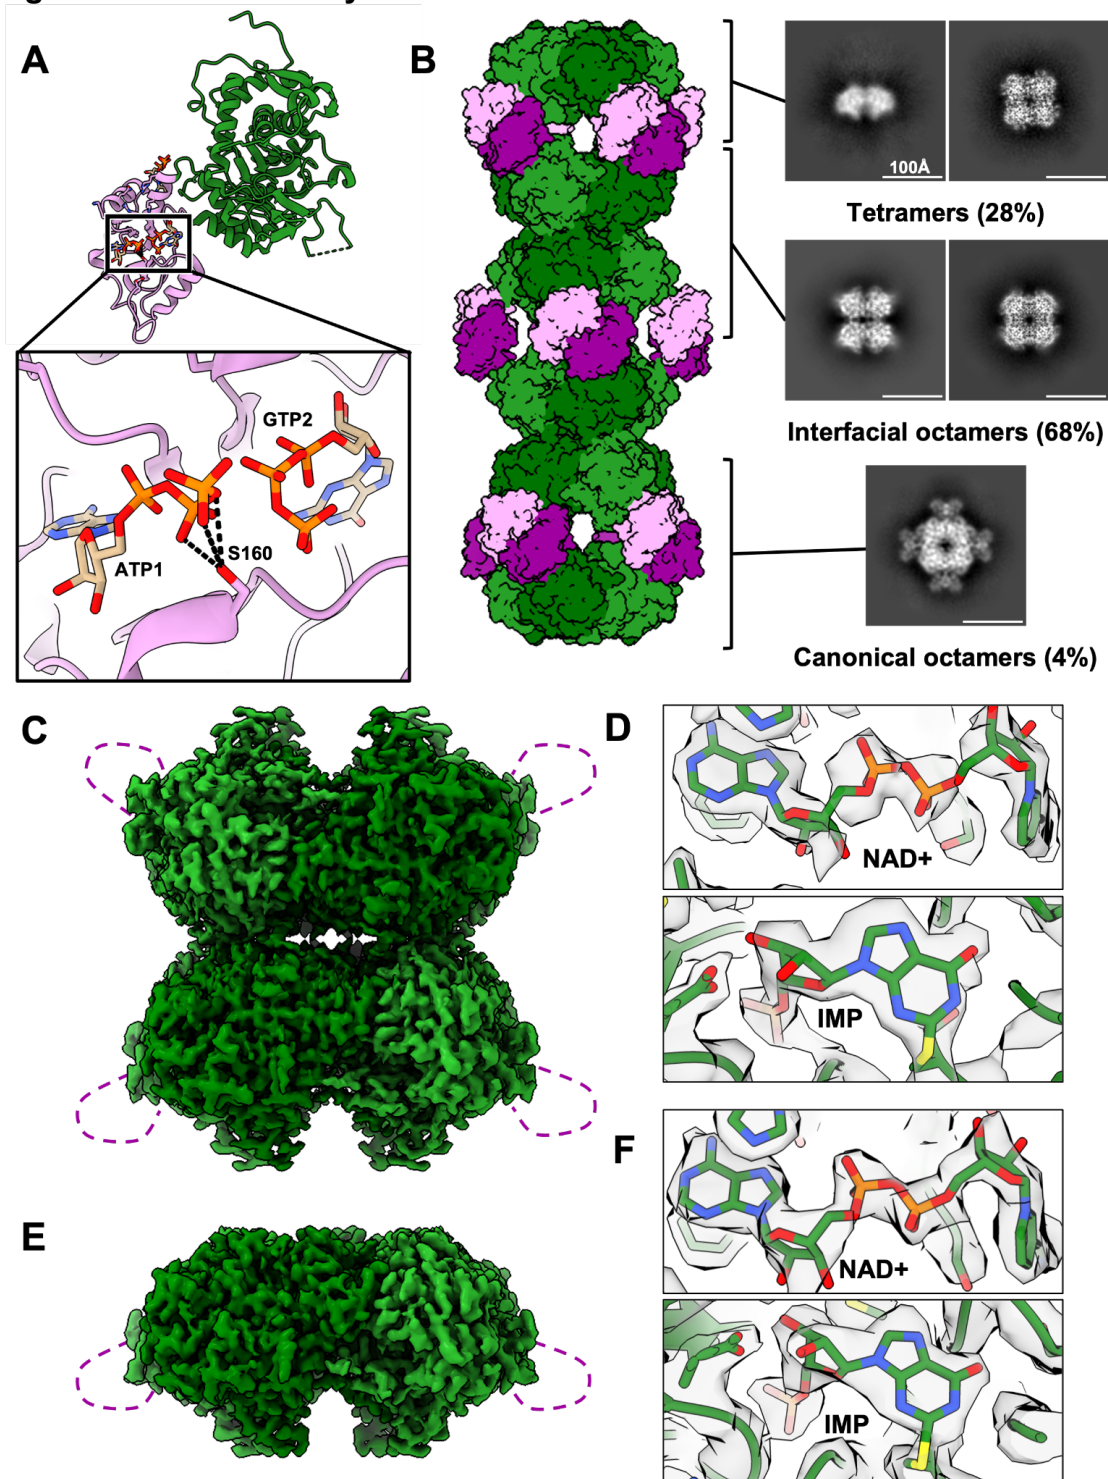 A
B
100Å
Tetramers (28%)
GTP2
S160
ATP1
Interfacial octamers (68%)
Canonical octamers (4%)
C
D
NAD+
IMP
E
F
NAD+
IMP